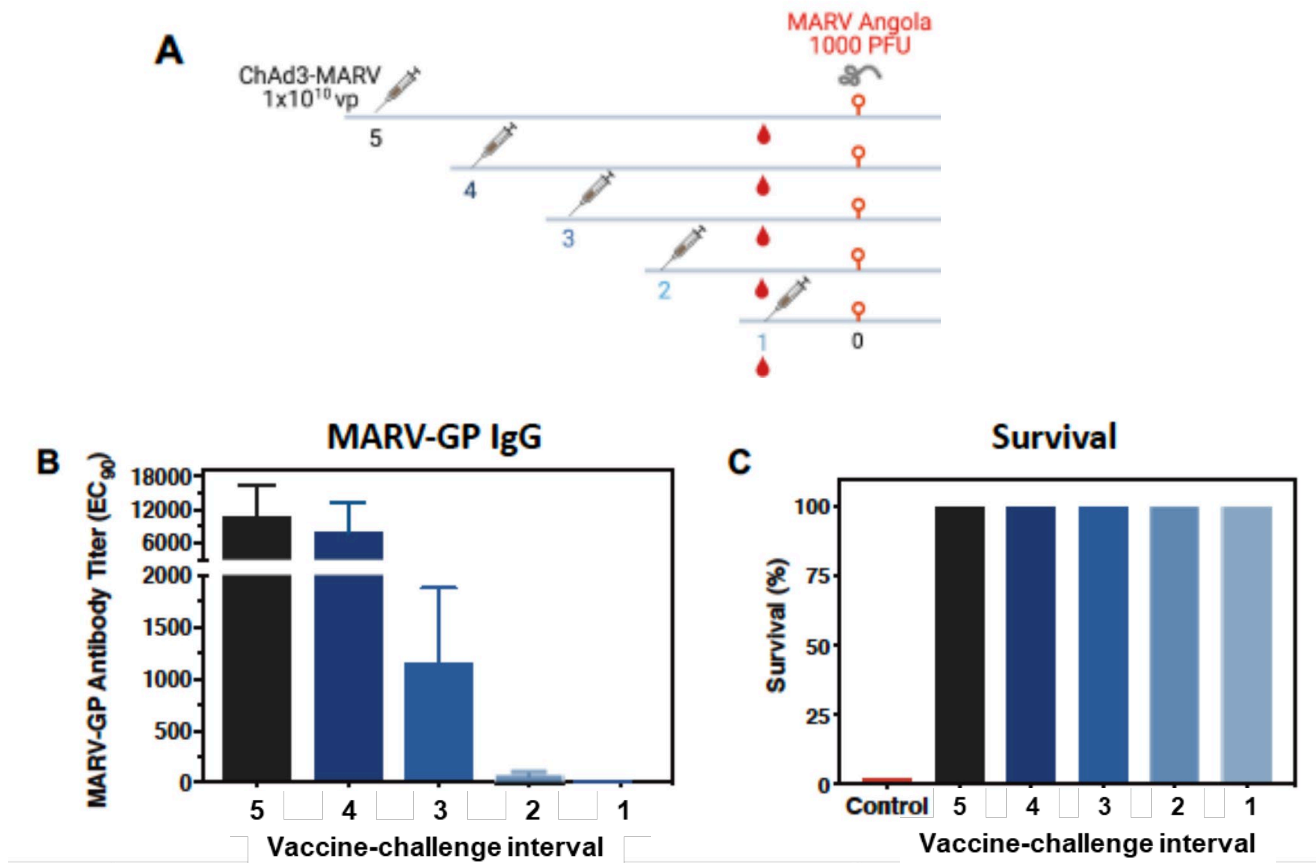 A
MARV Angola
1000 PFU
ChAd3-MARV
1x10¹⁰ vp
5
4
3
2
1
0
B
MARV-GP IgG
MARV-GP Antibody Titer (EC₉₀)
18000
12000
6000
2000
1500
1000
500
0
5 4 3 2 1
Vaccine-challenge interval
C
Survival
Survival (%)
100
75
50
25
0
Control 5 4 3 2 1
Vaccine-challenge interval